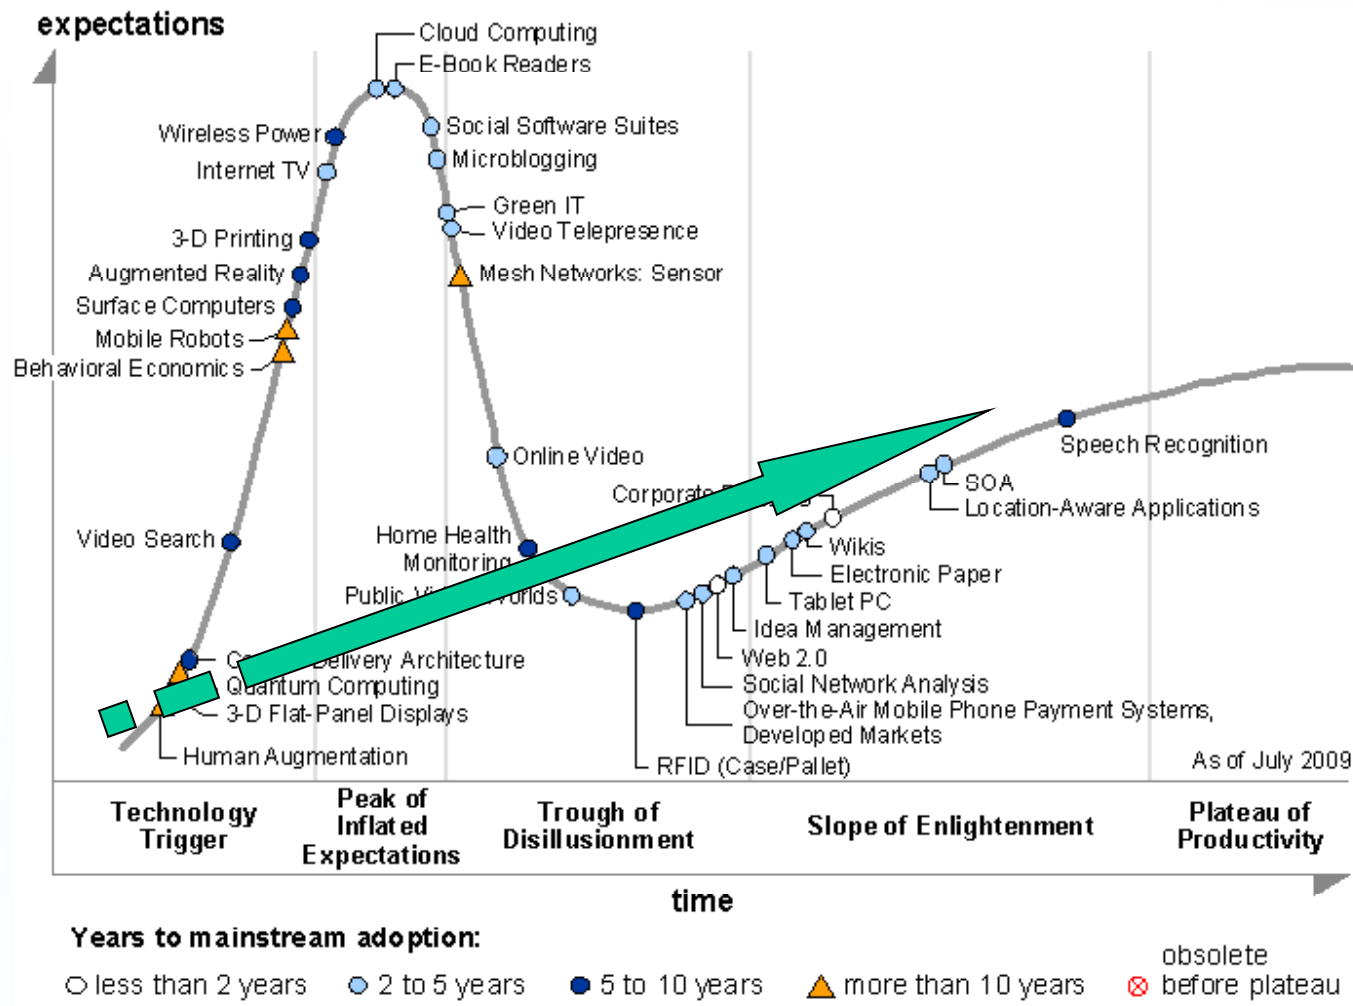 expectations
Cloud Computing
E-Book Readers
Wireless Power
Social Software Suites
Internet TV
Microblogging
Green IT
3-D Printing
Video Telepresence
Augmented Reality
Mesh Networks: Sensor
Surface Computers
Mobile Robots
Behavioral Economics
Speech Recognition
Online Video
SOA
Corporate
Location-Aware Applications
Video Search
Home Health
Monitoring
Wikis
Electronic Paper
Public
Tablet PC
Idea Management
Delivery Architecture
Web 2.0
Quantum Computing
Social Network Analysis
3-D Flat-Panel Displays
Over-the-Air Mobile Phone Payment Systems,
Developed Markets
Human Augmentation
RFID (Case/Pallet)
As of July 2009
Technology
Trigger
Peak of
Inflated
Expectations
Trough of
Disillusionment
Slope of Enlightenment
Plateau of
Productivity
time
Years to mainstream adoption:
less than 2 years
2 to 5 years
5 to 10 years
more than 10 years
obsolete
before plateau